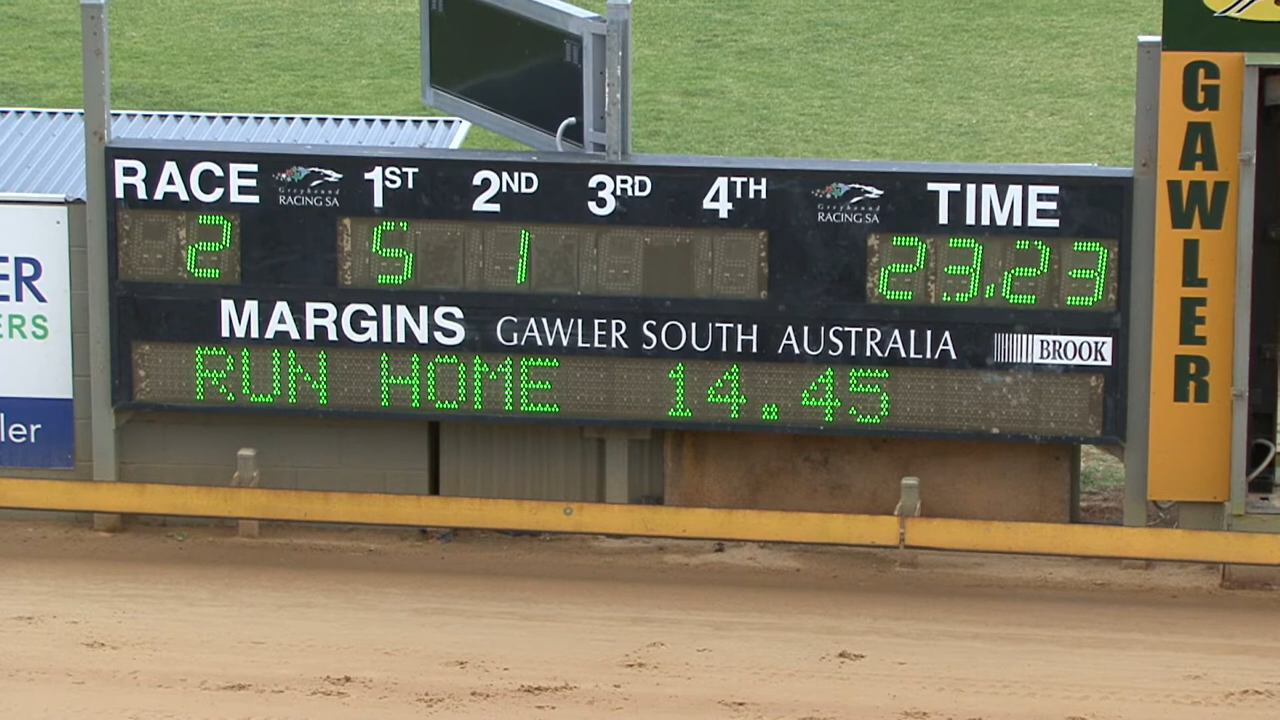 RACE 1ST 2ND 3RD 4TH TIME
Greyhound RACING SA
Greyhound RACING SA
2 5 1 23.23
MARGINS GAWLER SOUTH AUSTRALIA BROOK
RUN HOME 14.45
GAWLER
ER
ERS
ler